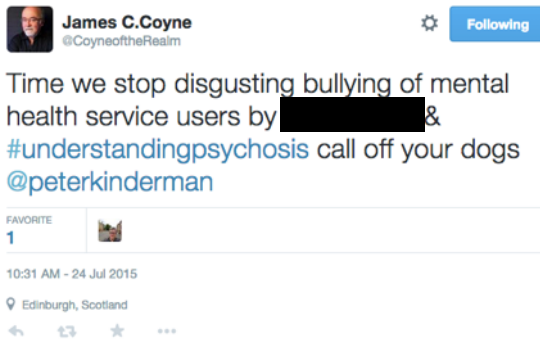 James C.Coyne
@CoyneoftheRealm
Following
Time we stop disgusting bullying of mental
health service users by &
#understandingpsychosis call off your dogs
@peterkinderman
FAVORITE
1
10:31 AM - 24 Jul 2015
Edinburgh, Scotland